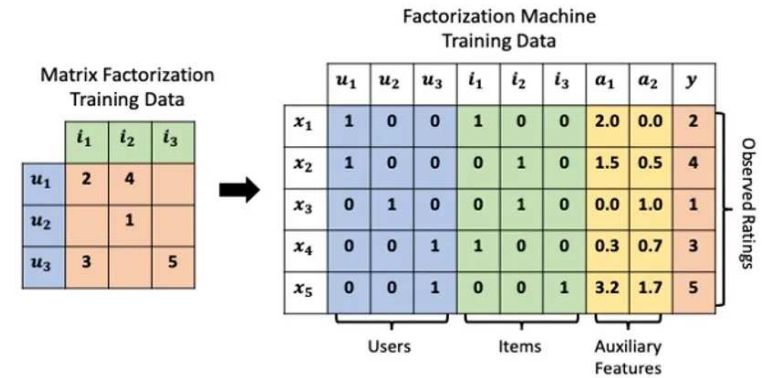 Factorization Machine
Training Data
Matrix Factorization
Training Data
i₁ i₂ i₃
u₁ 2 4
u₂ 1
u₃ 3 5
u₁ u₂ u₃ i₁ i₂ i₃ a₁ a₂ y
x₁ 1 0 0 1 0 0 2.0 0.0 2
x₂ 1 0 0 0 1 0 1.5 0.5 4
x₃ 0 1 0 0 1 0 0.0 1.0 1
x₄ 0 0 1 1 0 0 0.3 0.7 3
x₅ 0 0 1 0 0 1 3.2 1.7 5
Observed Ratings
Users Items Auxiliary
Features